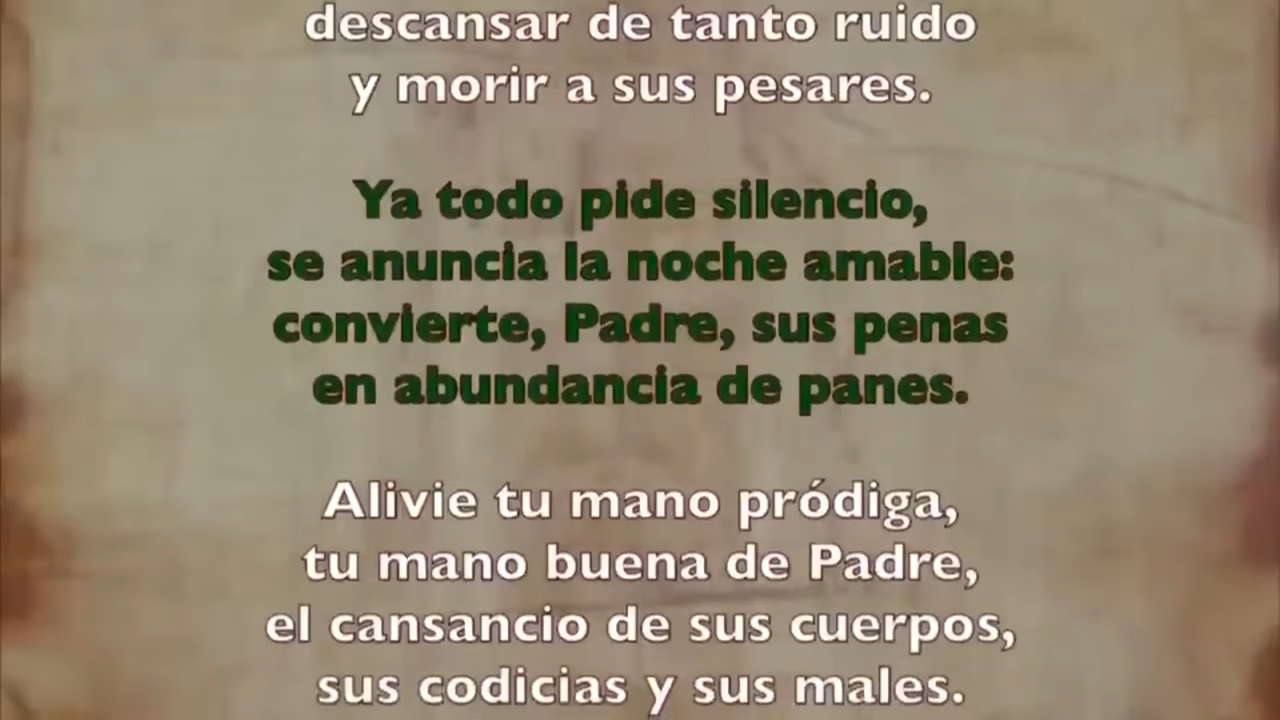 descansar de tanto ruido
y morir a sus pesares.
Ya todo pide silencio,
se anuncia la noche amable:
convierte, Padre, sus penas
en abundancia de panes.
Alivie tu mano pródiga,
tu mano buena de Padre,
el cansancio de sus cuerpos,
sus codicias y sus males.